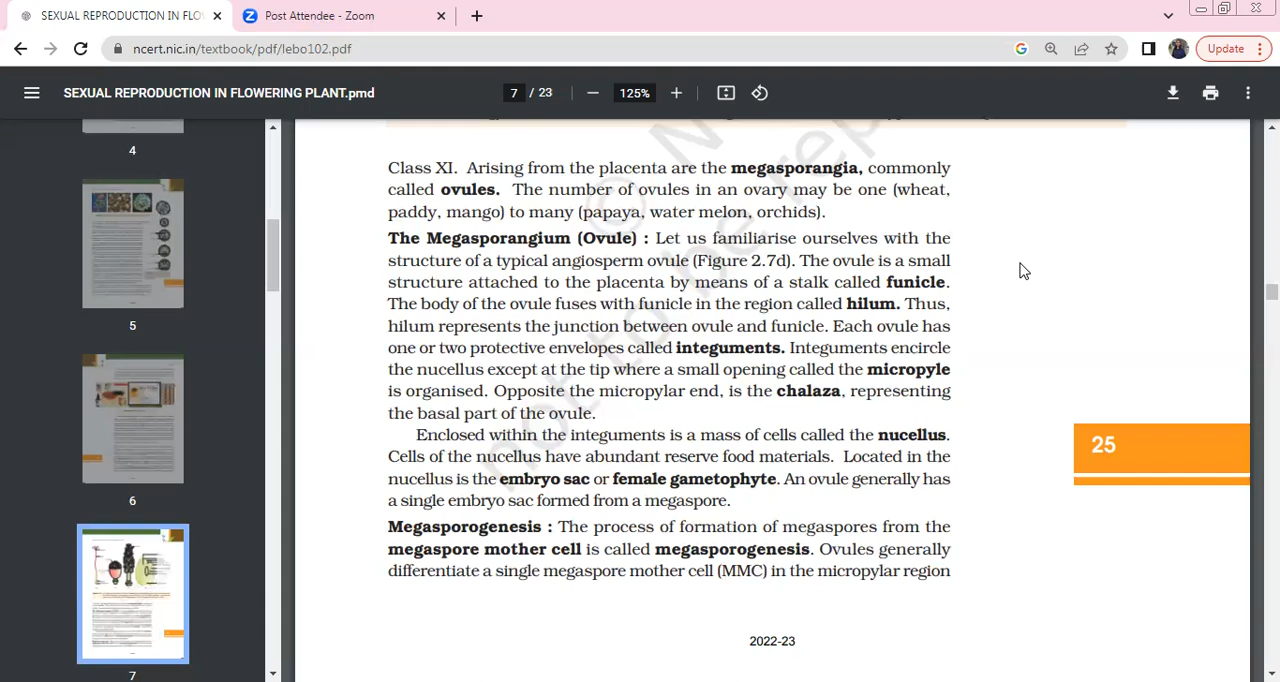 SEXUAL REPRODUCTION IN FLO
Post Attendee - Zoom
ncert.nic.in/textbook/pdf/lebo102.pdf
Update
SEXUAL REPRODUCTION IN FLOWERING PLANT.pmd
7 / 23
125%
4
5
6
7
Class XI. Arising from the placenta are the megasporangia, commonly
called ovules. The number of ovules in an ovary may be one (wheat,
paddy, mango) to many (papaya, water melon, orchids).
The Megasporangium (Ovule) : Let us familiarise ourselves with the
structure of a typical angiosperm ovule (Figure 2.7d). The ovule is a small
structure attached to the placenta by means of a stalk called funicle.
The body of the ovule fuses with funicle in the region called hilum. Thus,
hilum represents the junction between ovule and funicle. Each ovule has
one or two protective envelopes called integuments. Integuments encircle
the nucellus except at the tip where a small opening called the micropyle
is organised. Opposite the micropylar end, is the chalaza, representing
the basal part of the ovule.
Enclosed within the integuments is a mass of cells called the nucellus.
Cells of the nucellus have abundant reserve food materials. Located in the
nucellus is the embryo sac or female gametophyte. An ovule generally has
a single embryo sac formed from a megaspore.
Megasporogenesis : The process of formation of megaspores from the
megaspore mother cell is called megasporogenesis. Ovules generally
differentiate a single megaspore mother cell (MMC) in the micropylar region
25
2022-23
© N
not to be rep